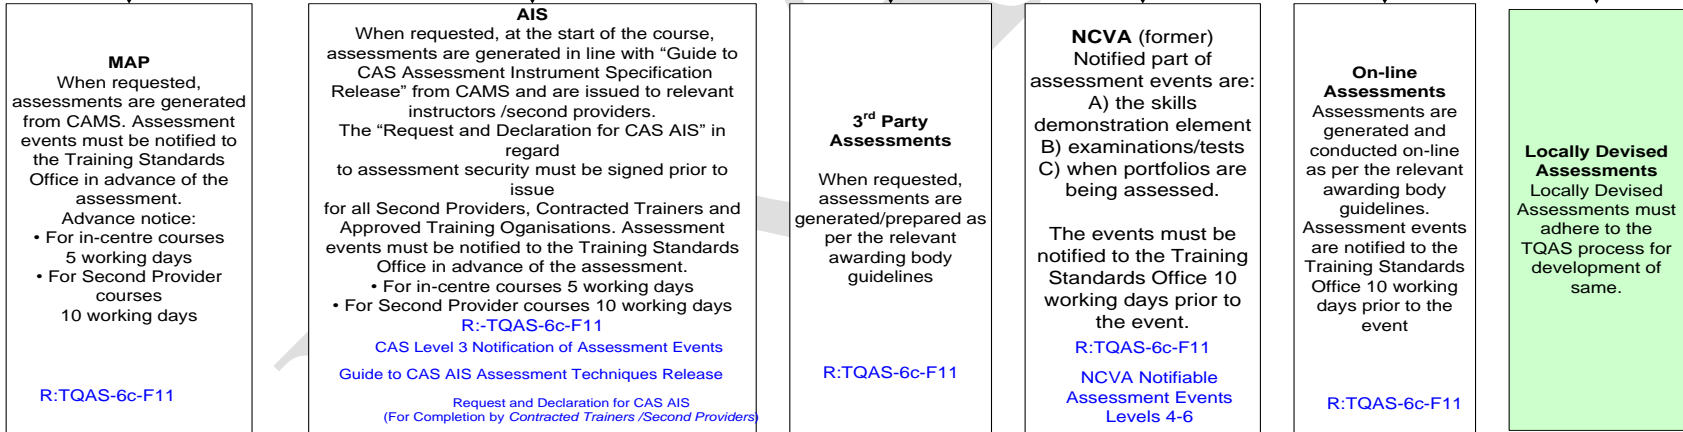 MAP
When requested,
assessments are generated
from CAMS. Assessment
events must be notified to
the Training Standards
Office in advance of the
assessment.
Advance notice:
• For in-centre courses
5 working days
• For Second Provider
courses
10 working days
R:TQAS-6c-F11
AIS
When requested, at the start of the course,
assessments are generated in line with “Guide to
CAS Assessment Instrument Specification
Release” from CAMS and are issued to relevant
instructors /second providers.
The “Request and Declaration for CAS AIS” in
regard
to assessment security must be signed prior to
issue
for all Second Providers, Contracted Trainers and
Approved Training Oganisations. Assessment
events must be notified to the Training Standards
Office in advance of the assessment.
• For in-centre courses 5 working days
• For Second Provider courses 10 working days
R:-TQAS-6c-F11
CAS Level 3 Notification of Assessment Events
Guide to CAS AIS Assessment Techniques Release
Request and Declaration for CAS AIS
(For Completion by Contracted Trainers /Second Providers)
3rd Party
Assessments
When requested,
assessments are
generated/prepared as
per the relevant
awarding body
guidelines
R:TQAS-6c-F11
NCVA (former)
Notified part of
assessment events are:
A) the skills
demonstration element
B) examinations/tests
C) when portfolios are
being assessed.
The events must be
notified to the Training
Standards Office 10
working days prior to
the event.
R:TQAS-6c-F11
NCVA Notifiable
Assessment Events
Levels 4-6
On-line
Assessments
Assessments are
generated and
conducted on-line
as per the relevant
awarding body
guidelines.
Assessment events
are notified to the
Training Standards
Office 10 working
days prior to the
event
R:TQAS-6c-F11
Locally Devised
Assessments
Locally Devised
Assessments must
adhere to the
TQAS process for
development of
same.